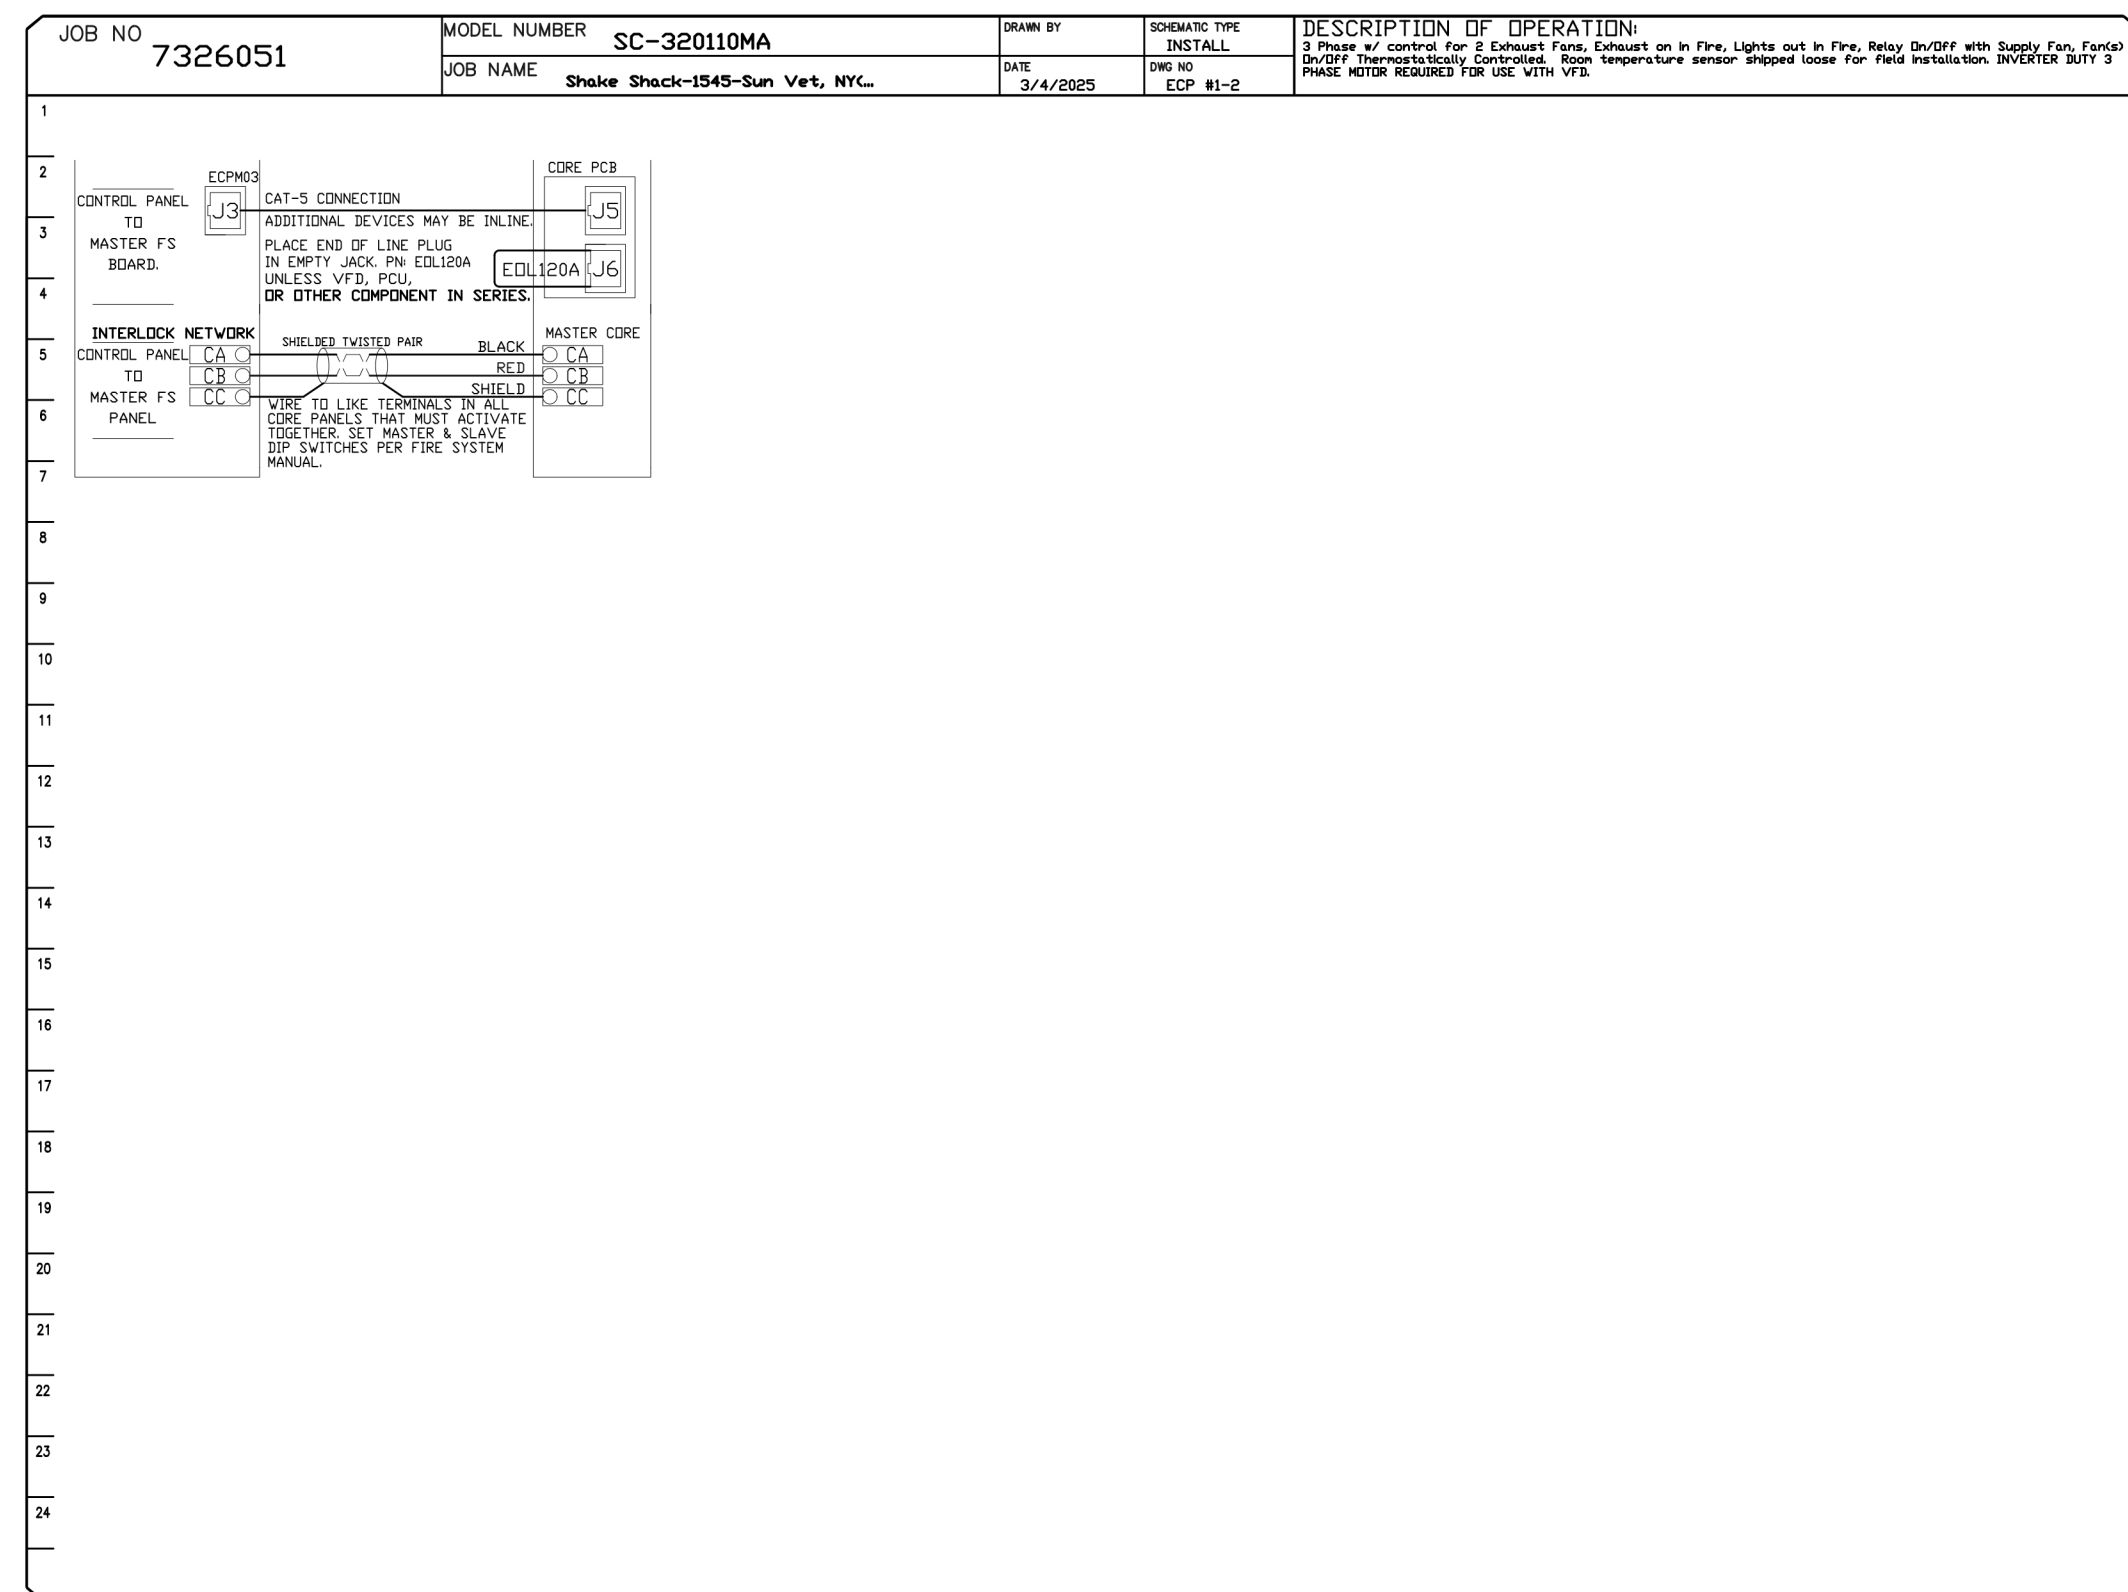 JOB NO
7326051
MODEL NUMBER
SC-320110MA
JOB NAME
Shake Shack-1545-Sun Vet, NY(...
DRAWN BY
DATE
3/4/2025
SCHEMATIC TYPE
INSTALL
DWG NO
ECP #1-2
DESCRIPTION OF OPERATION:
3 Phase w/ control for 2 Exhaust Fans, Exhaust on in Fire, Lights out in Fire, Relay On/Off with Supply Fan, Fan(s)
On/Off Thermostatically Controlled. Room temperature sensor shipped loose for field installation. INVERTER DUTY 3
PHASE MOTOR REQUIRED FOR USE WITH VFD.
1
2
3
4
5
6
7
8
9
10
11
12
13
14
15
16
17
18
19
20
21
22
23
24
CONTROL PANEL
TO
MASTER FS
BOARD.
ECPM03
J3
CAT-5 CONNECTION
ADDITIONAL DEVICES MAY BE INLINE.
PLACE END OF LINE PLUG
IN EMPTY JACK. PN: EOL120A
UNLESS VFD, PCU,
OR OTHER COMPONENT IN SERIES.
CORE PCB
J5
EOL120A
J6
INTERLOCK NETWORK
CONTROL PANEL
TO
MASTER FS
PANEL
CA
CB
CC
SHIELDED TWISTED PAIR
BLACK
RED
SHIELD
MASTER CORE
CA
CB
CC
WIRE TO LIKE TERMINALS IN ALL
CORE PANELS THAT MUST ACTIVATE
TOGETHER. SET MASTER & SLAVE
DIP SWITCHES PER FIRE SYSTEM
MANUAL.